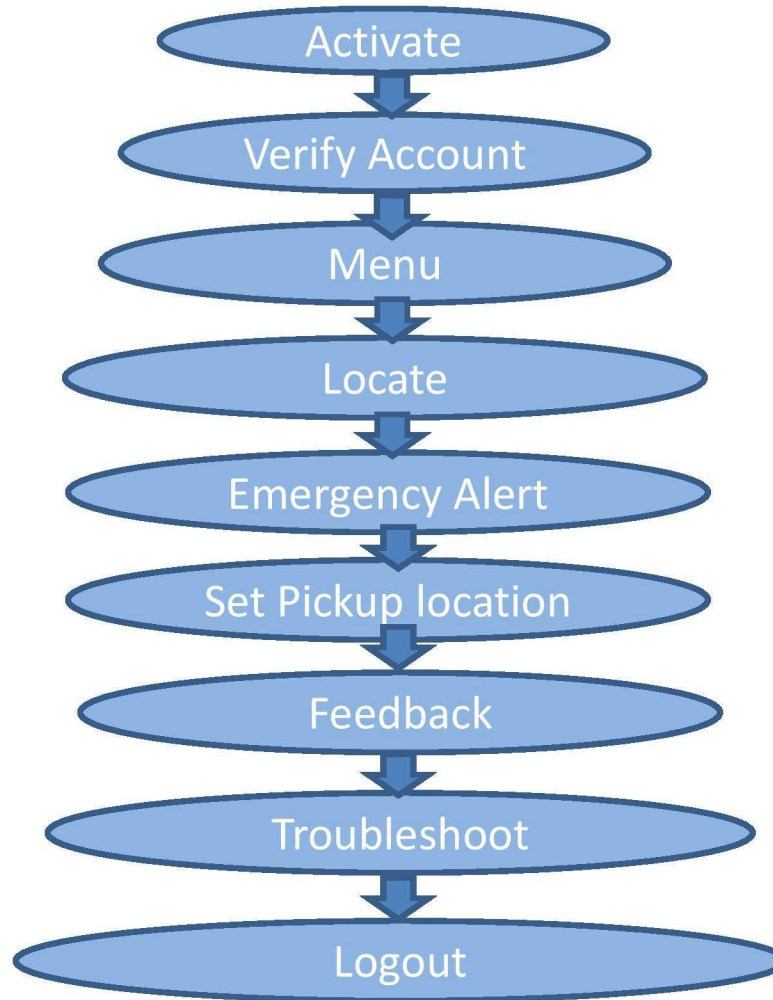 Activate
Verify Account
Menu
Locate
Emergency Alert
Set Pickup location
Feedback
Troubleshoot
Logout